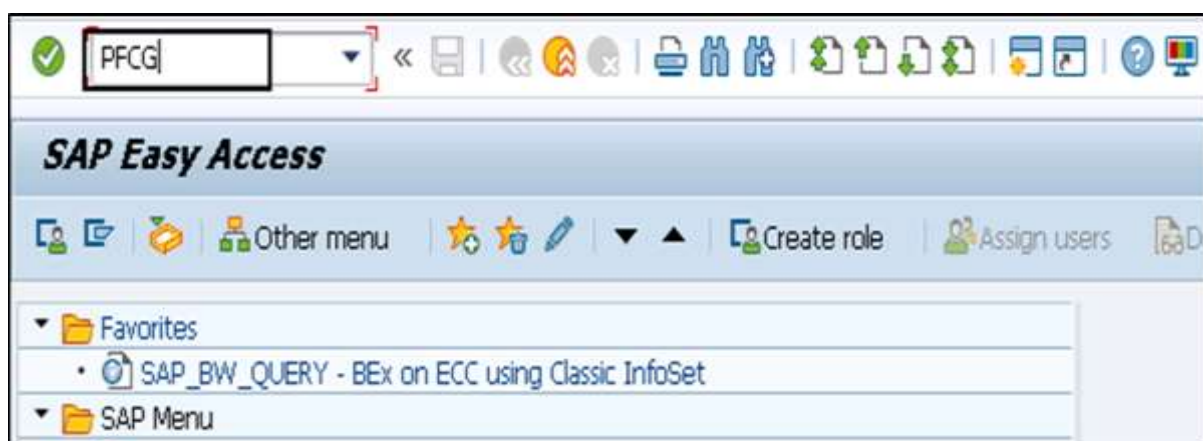 PFCG
SAP Easy Access
Other menu Create role Assign users D
Favorites
SAP_BW_QUERY - BEx on ECC using Classic InfoSet
SAP Menu